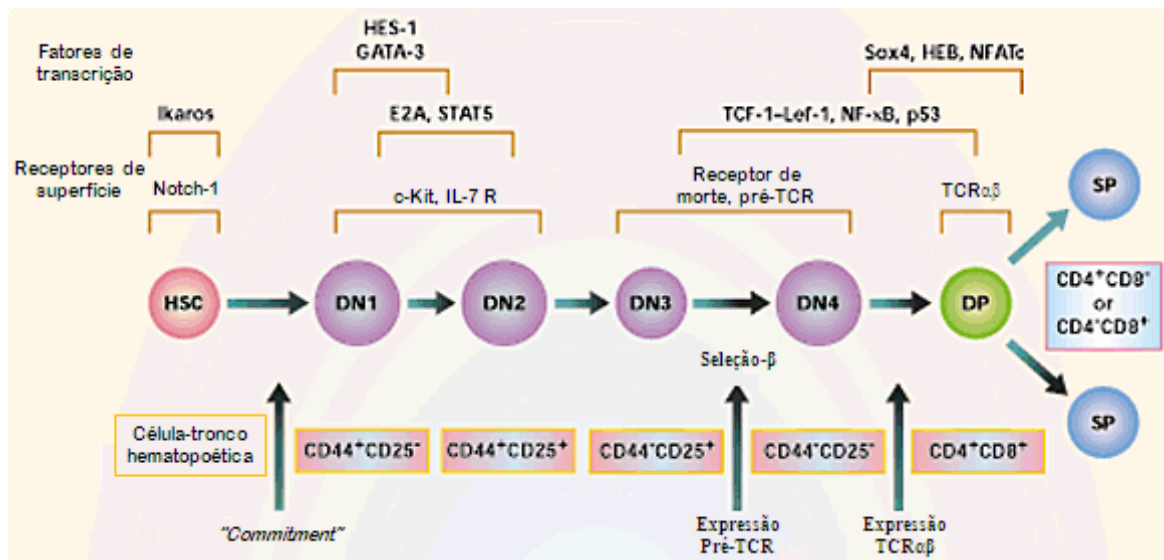 Fatores de
transcrição
HES-1
GATA-3
Sox4, HEB, NFATc
Ikaros
E2A, STAT5
TCF-1–Lef-1, NF-κB, p53
Receptores de
superfície
Notch-1
c-Kit, IL-7 R
Receptor de
morte, pré-TCR
TCRαβ
SP
HSC
DN1
DN2
DN3
DN4
DP
CD4⁺CD8⁻
or
CD4⁻CD8⁺
Seleção-β
SP
Célula-tronco
hematopoética
CD44⁺CD25⁻
CD44⁺CD25⁺
CD44⁻CD25⁺
CD44⁻CD25⁻
CD4⁺CD8⁺
"Commitment"
Expressão
Pré-TCR
Expressão
TCRαβ